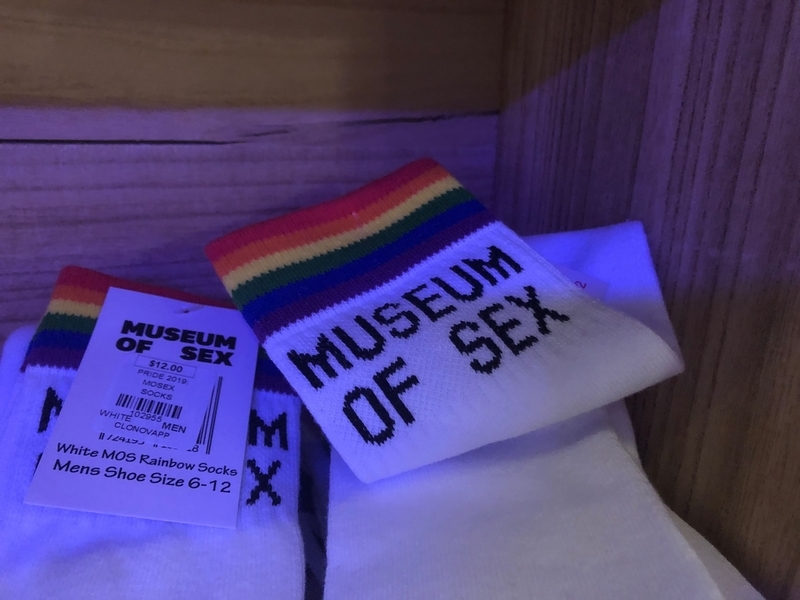 MUSEUM
OF SEX
$12.00
PRIDE 2019:
MOSEX
SOCKS
102955
WHITE MEN
CLONOVAPP
White MOS Rainbow Socks
Mens Shoe Size 6-12
M
X
MUSEUM
OF SEX